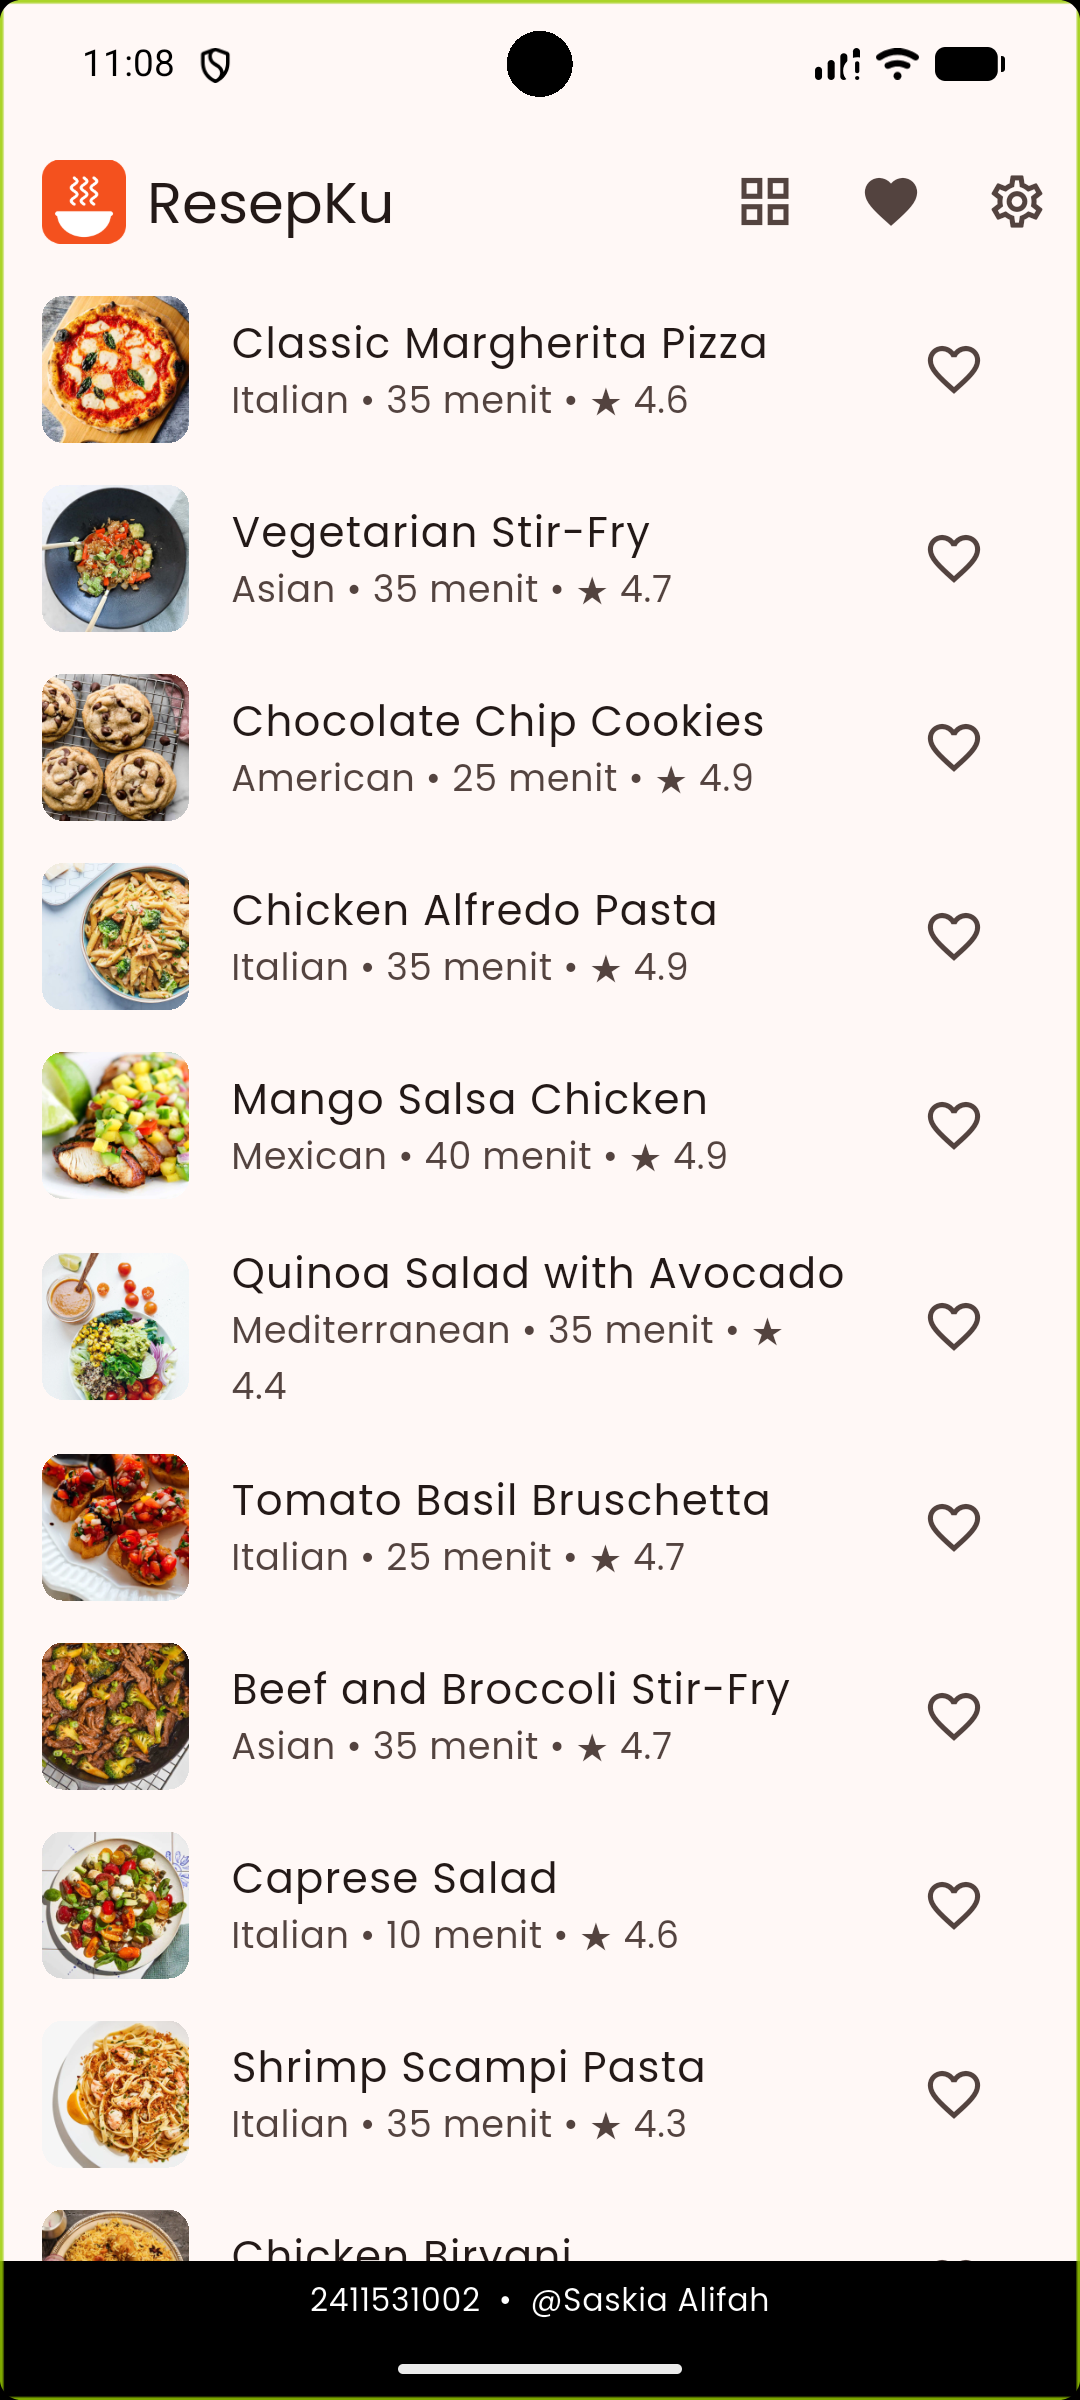 11:08
ResepKu
Classic Margherita Pizza
Italian • 35 menit • ★ 4.6
Vegetarian Stir-Fry
Asian • 35 menit • ★ 4.7
Chocolate Chip Cookies
American • 25 menit • ★ 4.9
Chicken Alfredo Pasta
Italian • 35 menit • ★ 4.9
Mango Salsa Chicken
Mexican • 40 menit • ★ 4.9
Quinoa Salad with Avocado
Mediterranean • 35 menit • ★
4.4
Tomato Basil Bruschetta
Italian • 25 menit • ★ 4.7
Beef and Broccoli Stir-Fry
Asian • 35 menit • ★ 4.7
Caprese Salad
Italian • 10 menit • ★ 4.6
Shrimp Scampi Pasta
Italian • 35 menit • ★ 4.3
Chicken Biryani
2411531002 • @Saskia Alifah